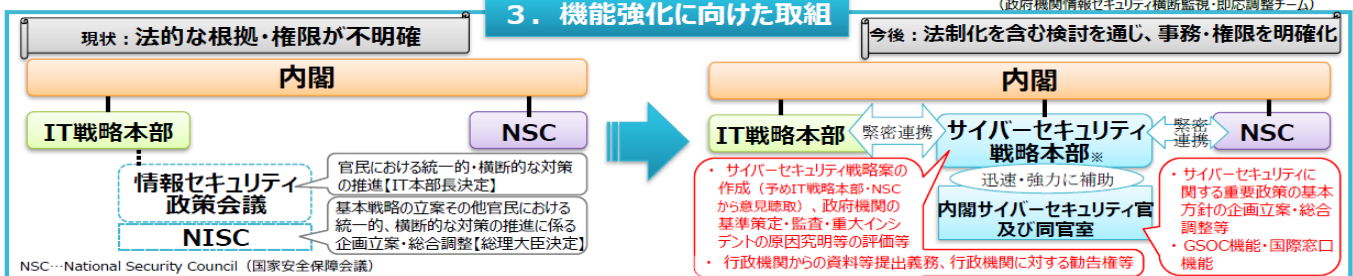 (政府機関情報セキュリティ横断監視・即応調整チーム)
3.機能強化に向けた取組
現状:法的な根拠・権限が不明確
内閣
IT戦略本部
NSC
情報セキュリティ
政策会議
NISC
官民における統一的・横断的な対策
の推進【IT本部長決定】
基本戦略の立案その他官民における
統一的、横断的な対策の推進に係る
企画立案・総合調整【総理大臣決定】
NSC…National Security Council(国家安全保障会議)
今後:法制化を含む検討を通じ、事務・権限を明確化
内閣
IT戦略本部
緊密連携
サイバーセキュリティ
戦略本部※
緊密
連携
NSC
迅速・強力に補助
内閣サイバーセキュリティ官
及び同官室
・ サイバーセキュリティ戦略案の
作成(予めIT戦略本部・NSC
から意見聴取)、政府機関の
基準策定・監査・重大インシ
デントの原因究明等の評価等
・ 行政機関からの資料等提出義務、行政機関に対する勧告権等
・ サイバーセキュリティに
関する重要政策の基本
方針の企画立案・総合
調整等
・ GSOC機能・国際窓口
機能